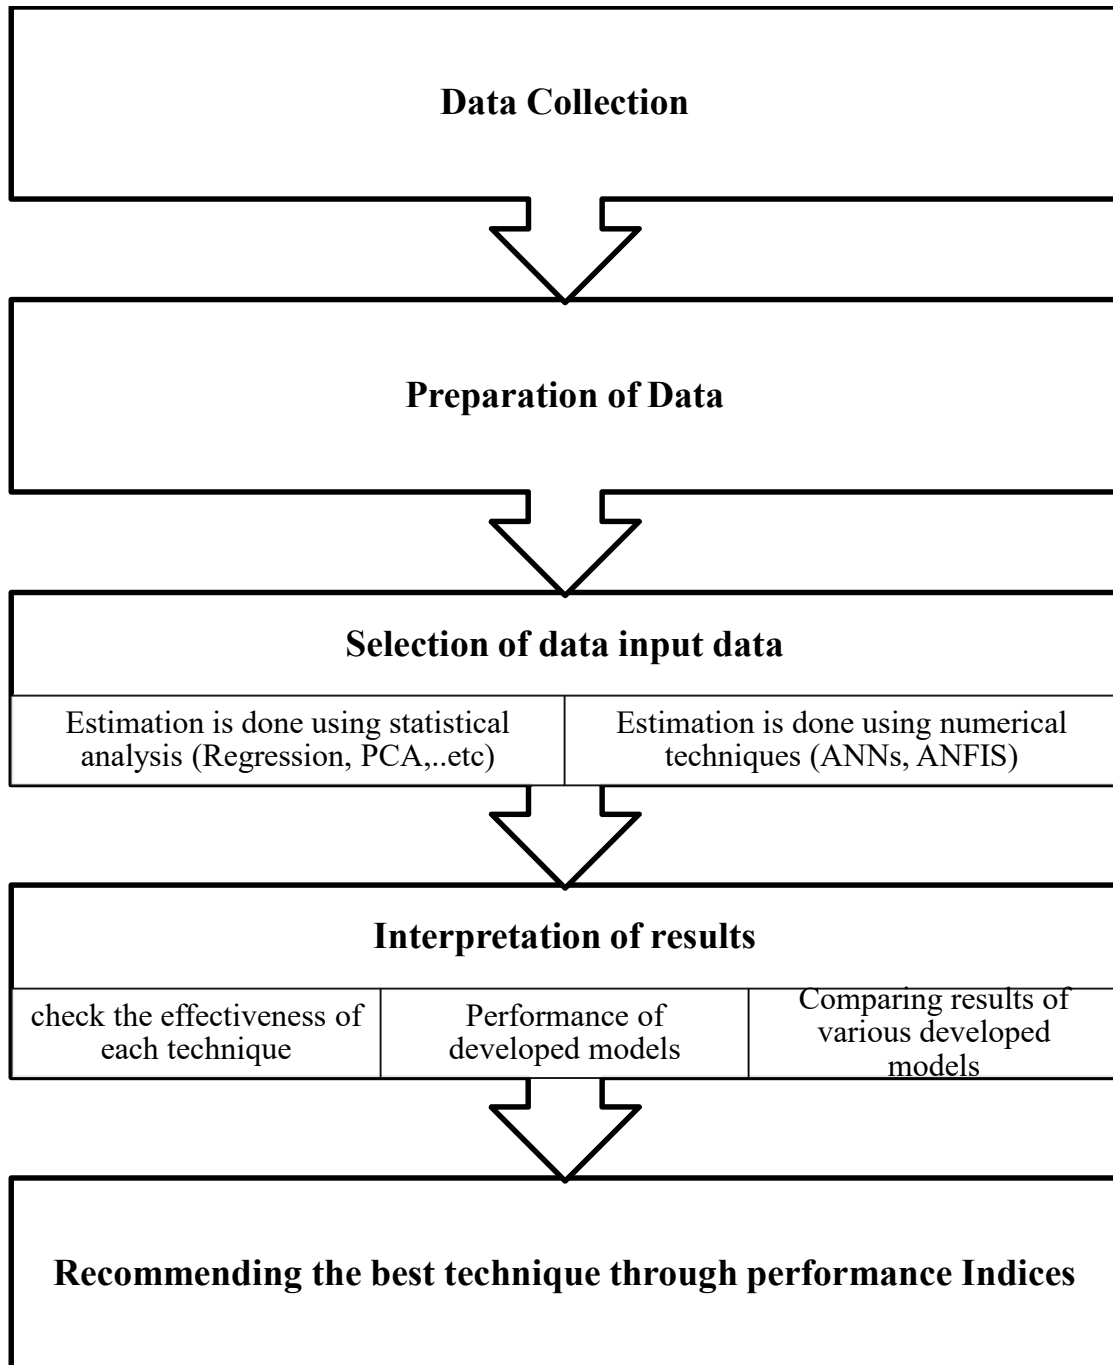 Data Collection
Preparation of Data
Selection of data input data
Estimation is done using statistical
analysis (Regression, PCA,..etc)
Estimation is done using numerical
techniques (ANNs, ANFIS)
Interpretation of results
check the effectiveness of
each technique
Performance of
developed models
Comparing results of
various developed
models
Recommending the best technique through performance Indices